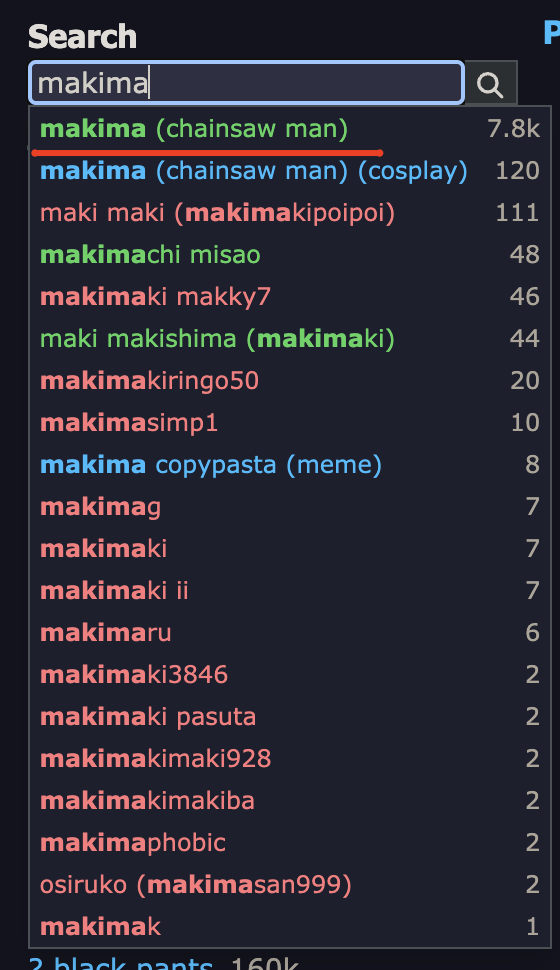 Search
P
makima
makima (chainsaw man) 7.8k
makima (chainsaw man) (cosplay) 120
maki maki (makimakipoipoi) 111
makimachi misao 48
makimaki makky7 46
maki makishima (makimaki) 44
makimakiringo50 20
makimasimp1 10
makima copypasta (meme) 8
makimag 7
makimaki 7
makimaki ii 7
makimaru 6
makimaki3846 2
makimaki pasuta 2
makimakimaki928 2
makimakimakiba 2
makimaphobic 2
osiruko (makimasan999) 2
makimak 1
? black pants 160k